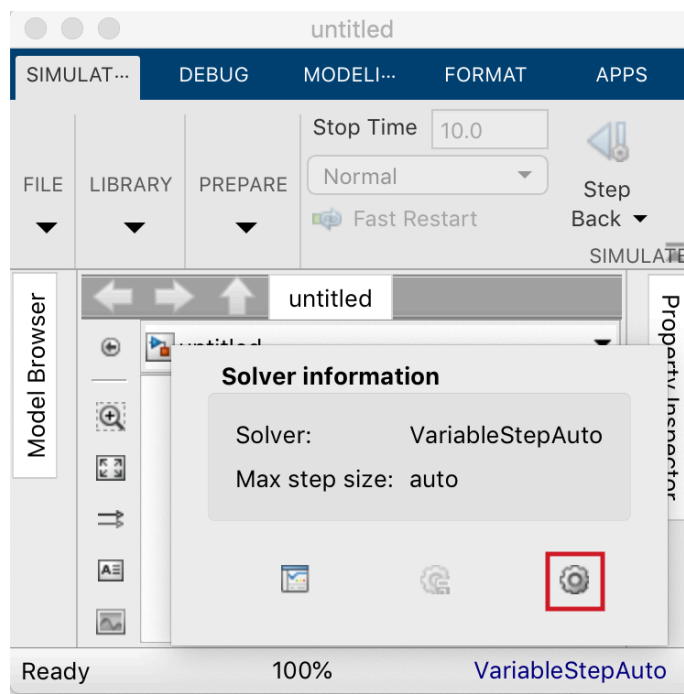 untitled
SIMULAT... DEBUG MODELI... FORMAT APPS
Stop Time 10.0
FILE LIBRARY PREPARE Normal Step
Fast Restart Back
SIMULATE
untitled
Model Browser
untitled
Property Inspector
Solver information
Solver: VariableStepAuto
Max step size: auto
Ready 100% VariableStepAuto